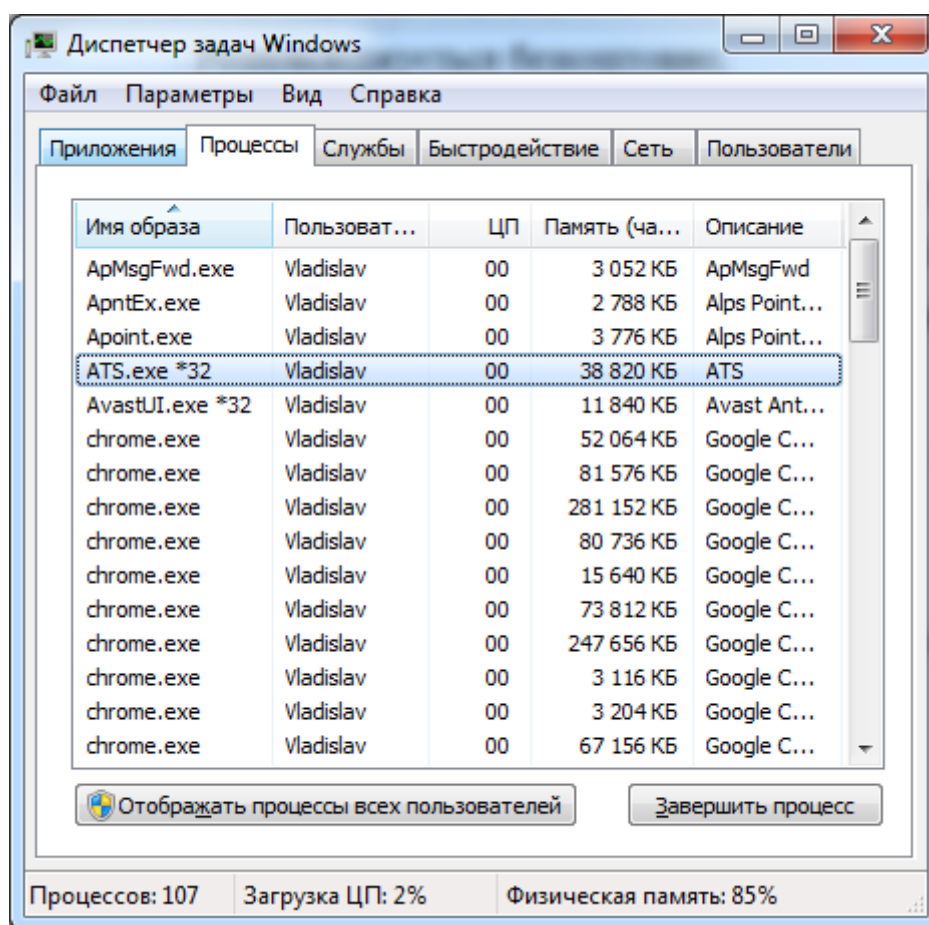 Диспетчер задач Windows
Файл Параметры Вид Справка
Приложения Процессы Службы Быстродействие Сеть Пользователи
Имя образа Пользоват... ЦП Память (ча... Описание
ApMsgFwd.exe Vladislav 00 3 052 КБ ApMsgFwd
ApntEx.exe Vladislav 00 2 788 КБ Alps Point...
Apoint.exe Vladislav 00 3 776 КБ Alps Point...
ATS.exe *32 Vladislav 00 38 820 КБ ATS
AvastUI.exe *32 Vladislav 00 11 840 КБ Avast Ant...
chrome.exe Vladislav 00 52 064 КБ Google C...
chrome.exe Vladislav 00 81 576 КБ Google C...
chrome.exe Vladislav 00 281 152 КБ Google C...
chrome.exe Vladislav 00 80 736 КБ Google C...
chrome.exe Vladislav 00 15 640 КБ Google C...
chrome.exe Vladislav 00 73 812 КБ Google C...
chrome.exe Vladislav 00 247 656 КБ Google C...
chrome.exe Vladislav 00 3 116 КБ Google C...
chrome.exe Vladislav 00 3 204 КБ Google C...
chrome.exe Vladislav 00 67 156 КБ Google C...
Отображать процессы всех пользователей Завершить процесс
Процессов: 107 Загрузка ЦП: 2% Физическая память: 85%